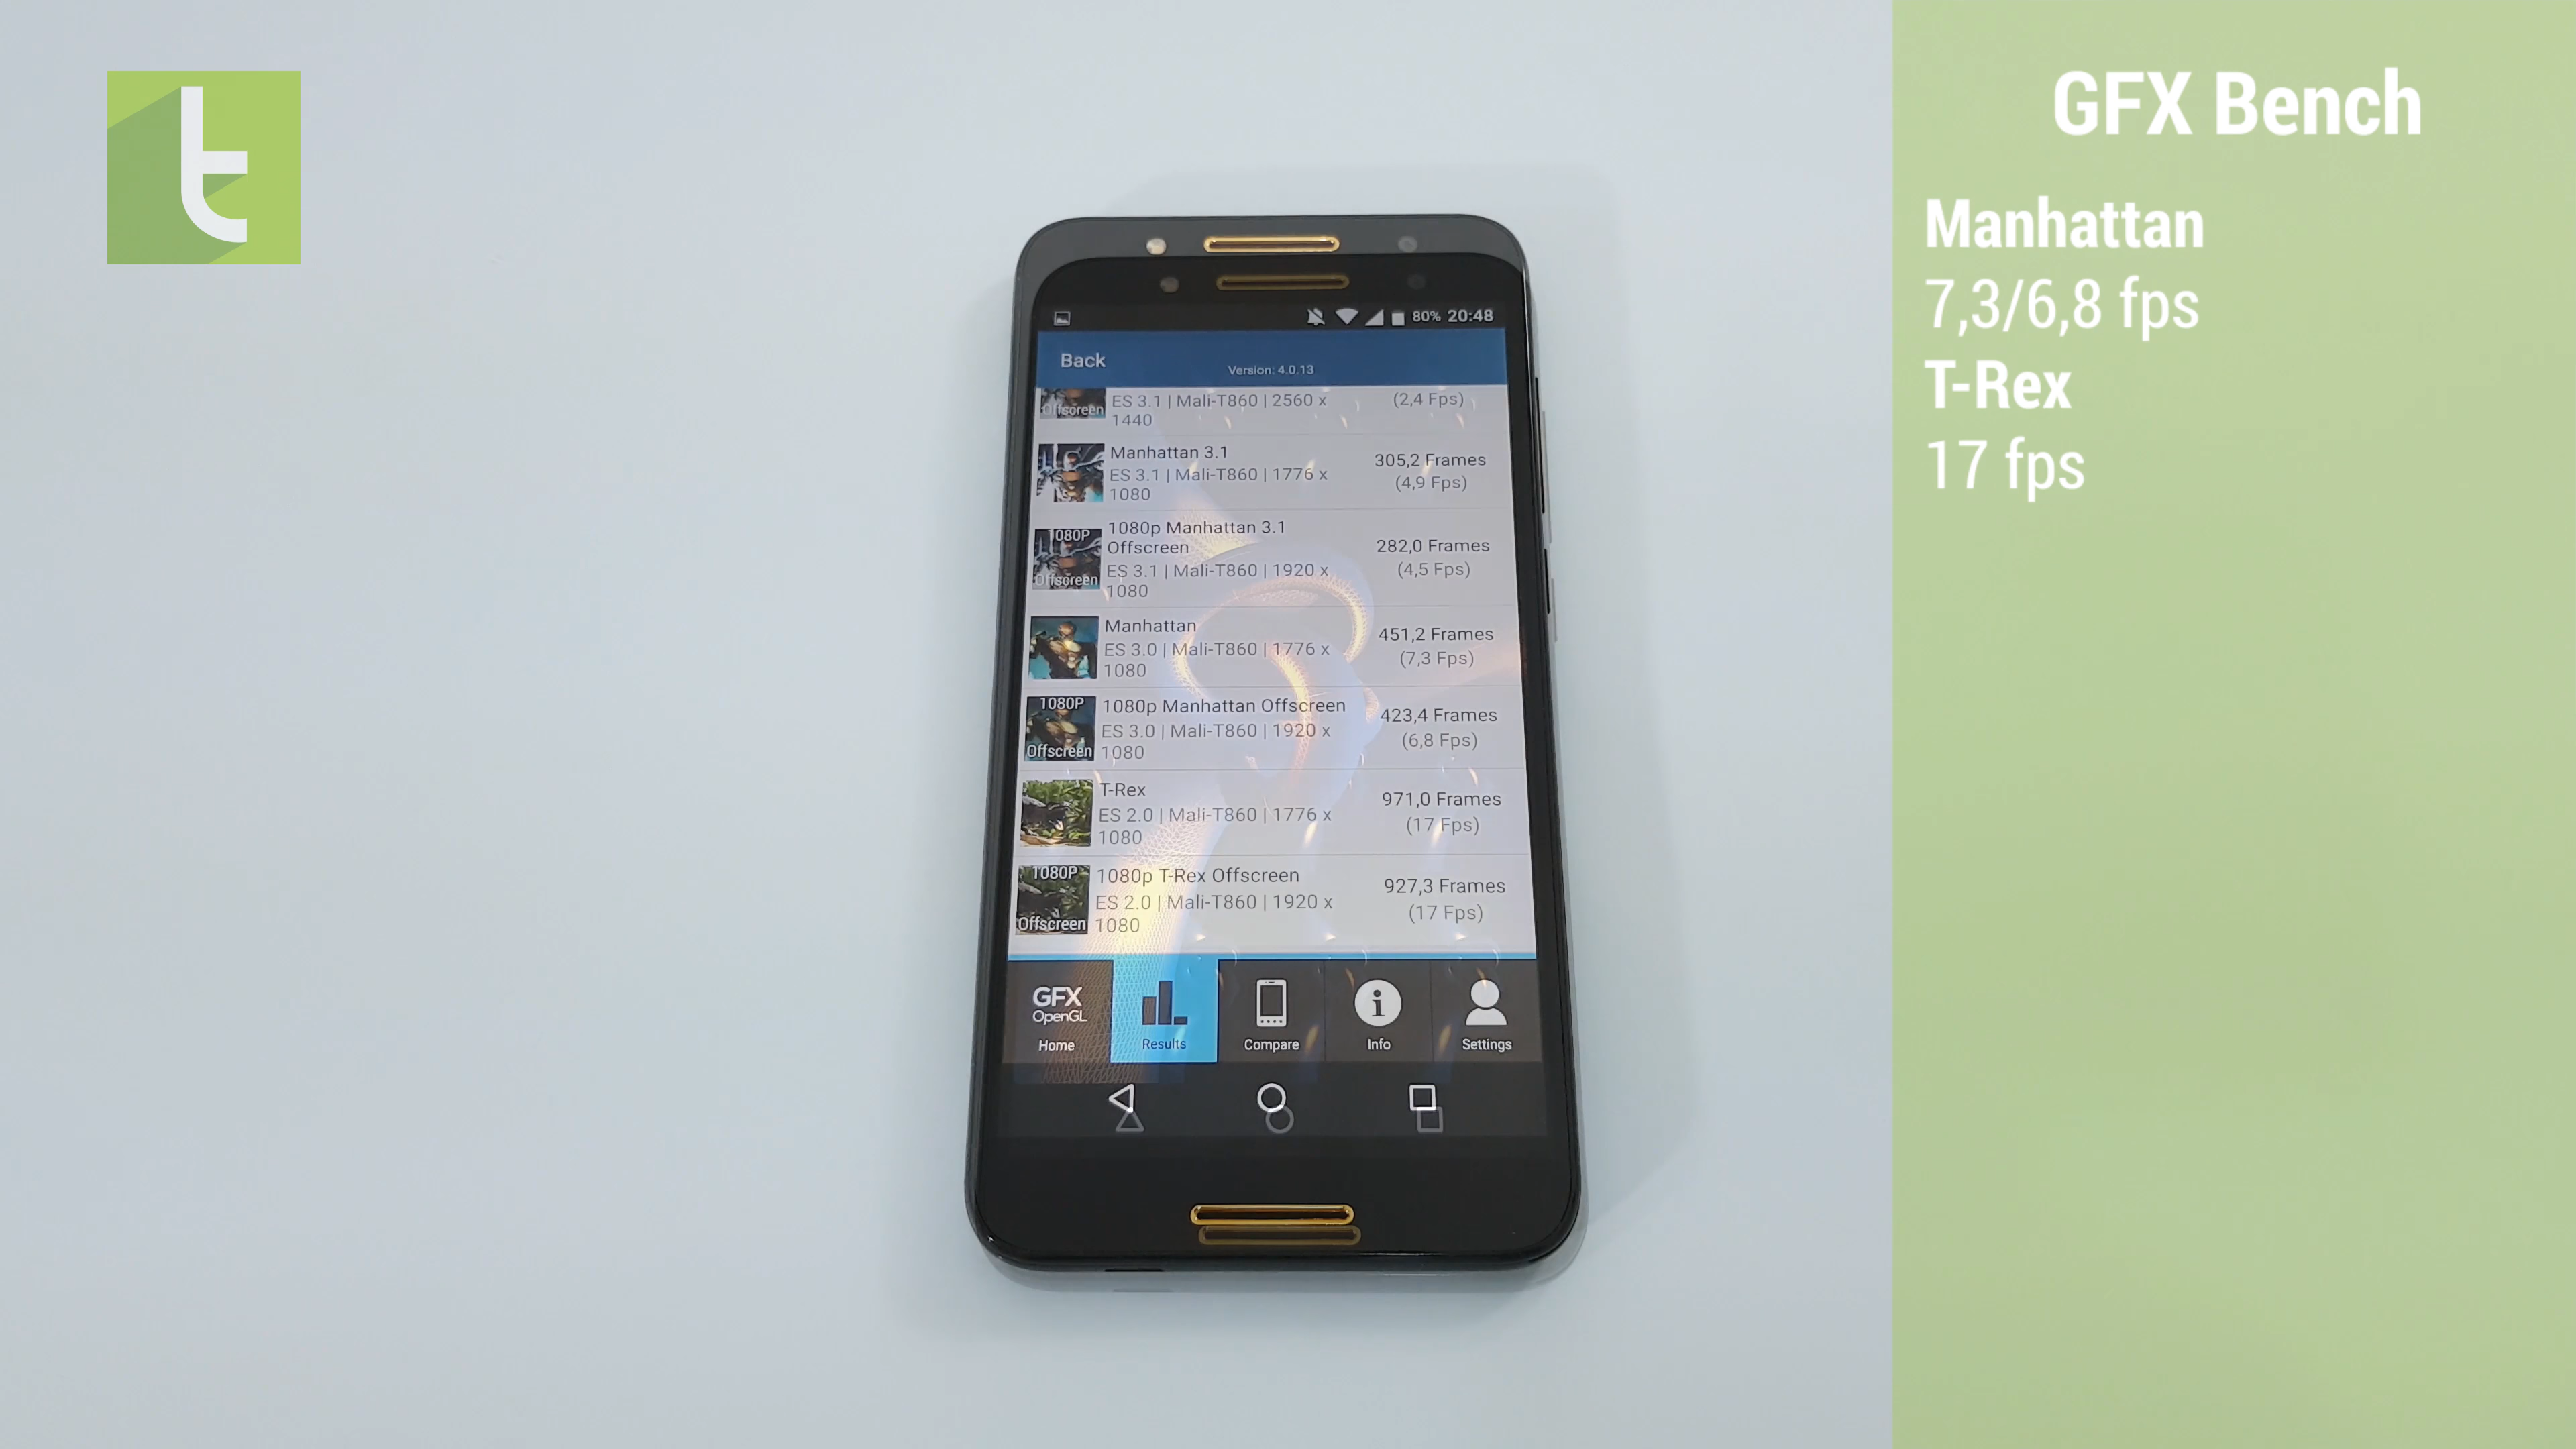 t
GFX Bench
Manhattan
7,3/6,8 fps
T-Rex
17 fps
80% 20:48
Back
Version: 4.0.13
Offscreen
ES 3.1 | Mali-T860 | 2560 x
1440
(2,4 Fps)
Manhattan 3.1
ES 3.1 | Mali-T860 | 1776 x
1080
305,2 Frames
(4,9 Fps)
1080P
Offscreen
1080p Manhattan 3.1
Offscreen
ES 3.1 | Mali-T860 | 1920 x
1080
282,0 Frames
(4,5 Fps)
Manhattan
ES 3.0 | Mali-T860 | 1776 x
1080
451,2 Frames
(7,3 Fps)
1080P
Offscreen
1080p Manhattan Offscreen
ES 3.0 | Mali-T860 | 1920 x
1080
423,4 Frames
(6,8 Fps)
T-Rex
ES 2.0 | Mali-T860 | 1776 x
1080
971,0 Frames
(17 Fps)
1080P
Offscreen
1080p T-Rex Offscreen
ES 2.0 | Mali-T860 | 1920 x
1080
927,3 Frames
(17 Fps)
GFX
OpenGL
Home
Results
Compare
Info
Settings